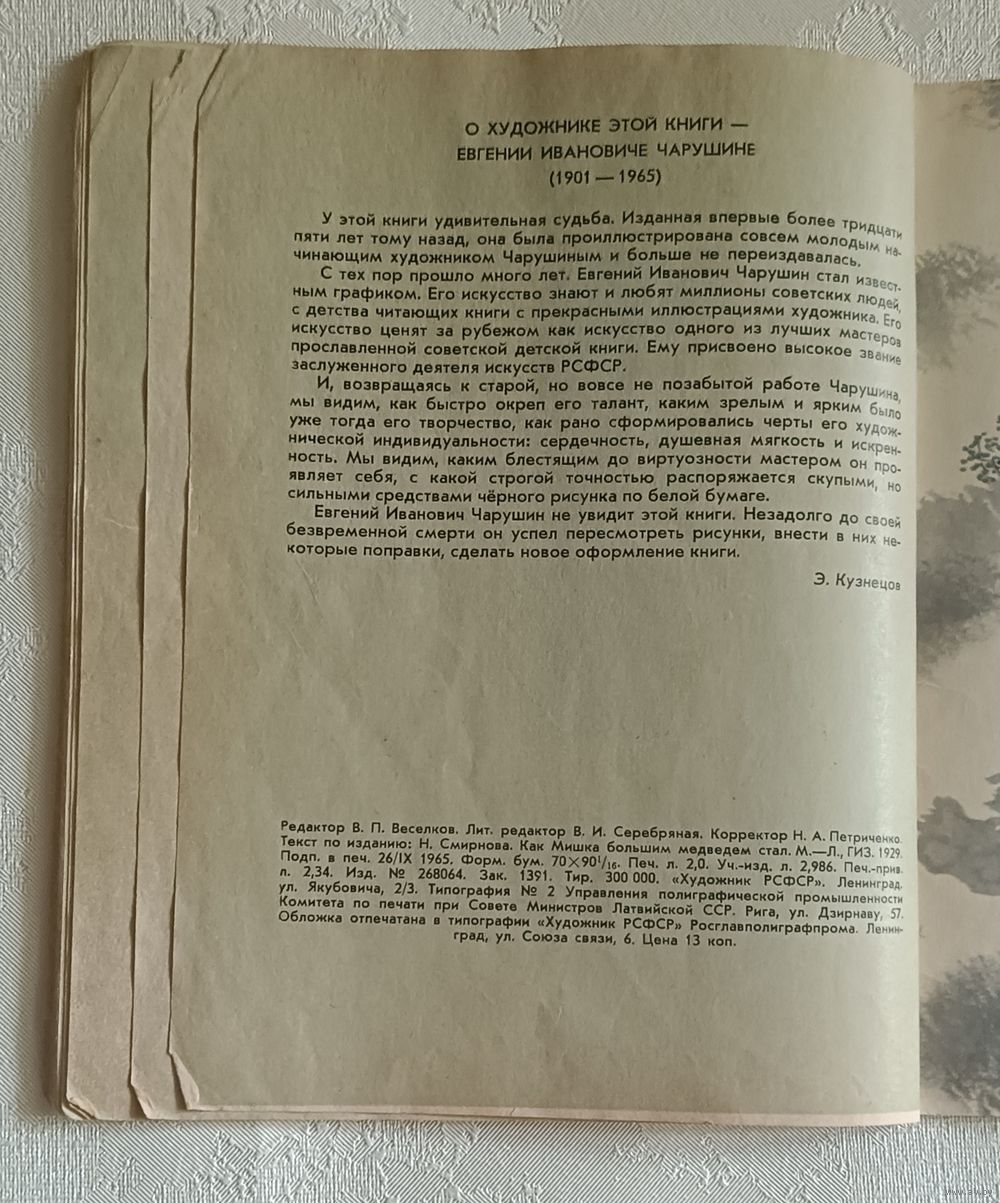 О ХУДОЖНИКЕ ЭТОЙ КНИГИ —
ЕВГЕНИИ ИВАНОВИЧЕ ЧАРУШИНЕ
(1901 — 1965)
У этой книги удивительная судьба. Изданная впервые более тридцати
пяти лет тому назад, она была проиллюстрирована совсем молодым на-
чинающим художником Чарушиным и больше не переиздавалась.
С тех пор прошло много лет. Евгений Иванович Чарушин стал извест-
ным графиком. Его искусство знают и любят миллионы советских людей,
с детства читающих книги с прекрасными иллюстрациями художника. Его
искусство ценят за рубежом как искусство одного из лучших мастеров
прославленной советской детской книги. Ему присвоено высокое звание
заслуженного деятеля искусств РСФСР.
И, возвращаясь к старой, но вовсе не позабытой работе Чарушина,
мы видим, как быстро окреп его талант, каким зрелым и ярким было
уже тогда его творчество, как рано сформировались черты его худож-
нической индивидуальности: сердечность, душевная мягкость и искрен-
ность. Мы видим, каким блестящим до виртуозности мастером он про-
являет себя, с какой строгой точностью распоряжается скупыми, но
сильными средствами чёрного рисунка по белой бумаге.
Евгений Иванович Чарушин не увидит этой книги. Незадолго до своей
безвременной смерти он успел пересмотреть рисунки, внести в них не-
которые поправки, сделать новое оформление книги.
Э. Кузнецов
Редактор В. П. Веселков. Лит. редактор В. И. Серебряная. Корректор Н. А. Петриченко.
Текст по изданию: Н. Смирнова. Как Мишка большим медведем стал. М.—Л., ГИЗ. 1929.
Подп. в печ. 26/IX 1965. Форм. бум. 70×90¹/₁₆. Печ. л. 2,0. Уч.-изд. л. 2,986. Печ.-прив.
л. 2,34. Изд. № 268064. Зак. 1391. Тир. 300 000. «Художник РСФСР». Ленинград,
ул. Якубовича, 2/3. Типография № 2 Управления полиграфической промышленности
Комитета по печати при Совете Министров Латвийской ССР. Рига, ул. Дзирнаву, 57.
Обложка отпечатана в типографии «Художник РСФСР» Росглавполиграфпрома. Ленин-
град, ул. Союза связи, 6. Цена 13 коп.
www.ay.by